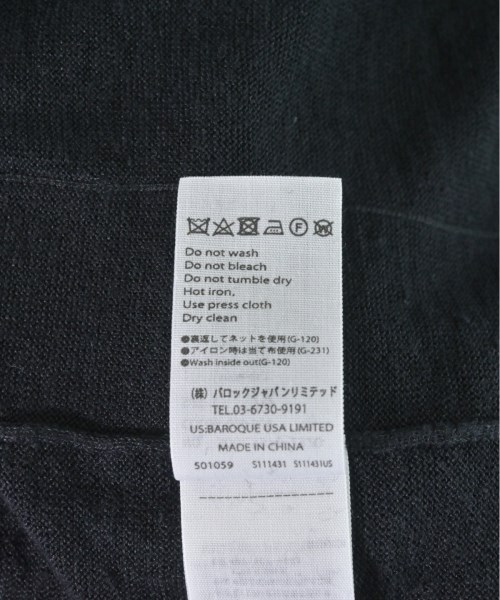 F W
Do not wash
Do not bleach
Do not tumble dry
Hot iron,
Use press cloth
Dry clean
●裏返してネットを使用(G-120)
●アイロン時は当て布使用(G-231)
●Wash inside out(G-120)
(株) バロックジャパンリミテッド
TEL.03-6730-9191
US:BAROQUE USA LIMITED
MADE IN CHINA
501059 S111431 S111431US